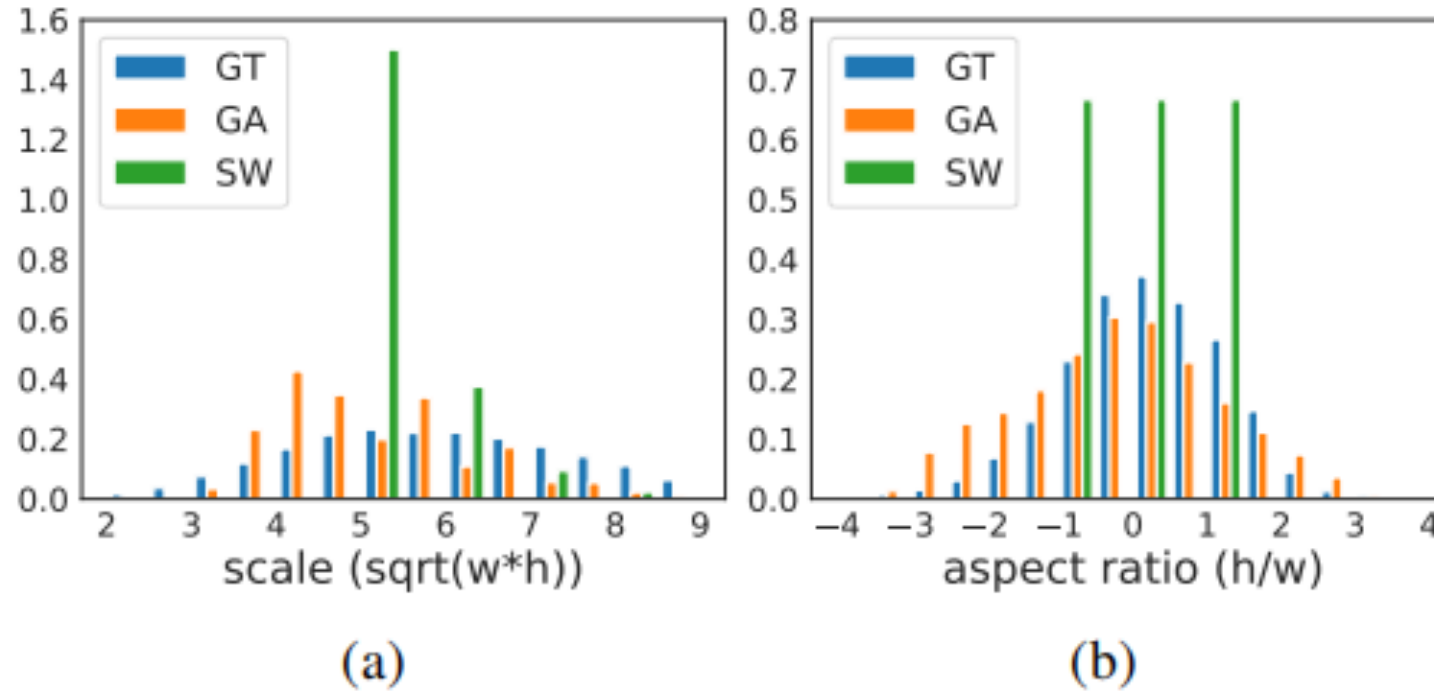 1.6
1.4
1.2
1.0
0.8
0.6
0.4
0.2
0.0
GT
GA
SW
2 3 4 5 6 7 8 9
scale (sqrt(w*h))
(a)
0.8
0.7
0.6
0.5
0.4
0.3
0.2
0.1
0.0
GT
GA
SW
−4 −3 −2 −1 0 1 2 3 4
aspect ratio (h/w)
(b)